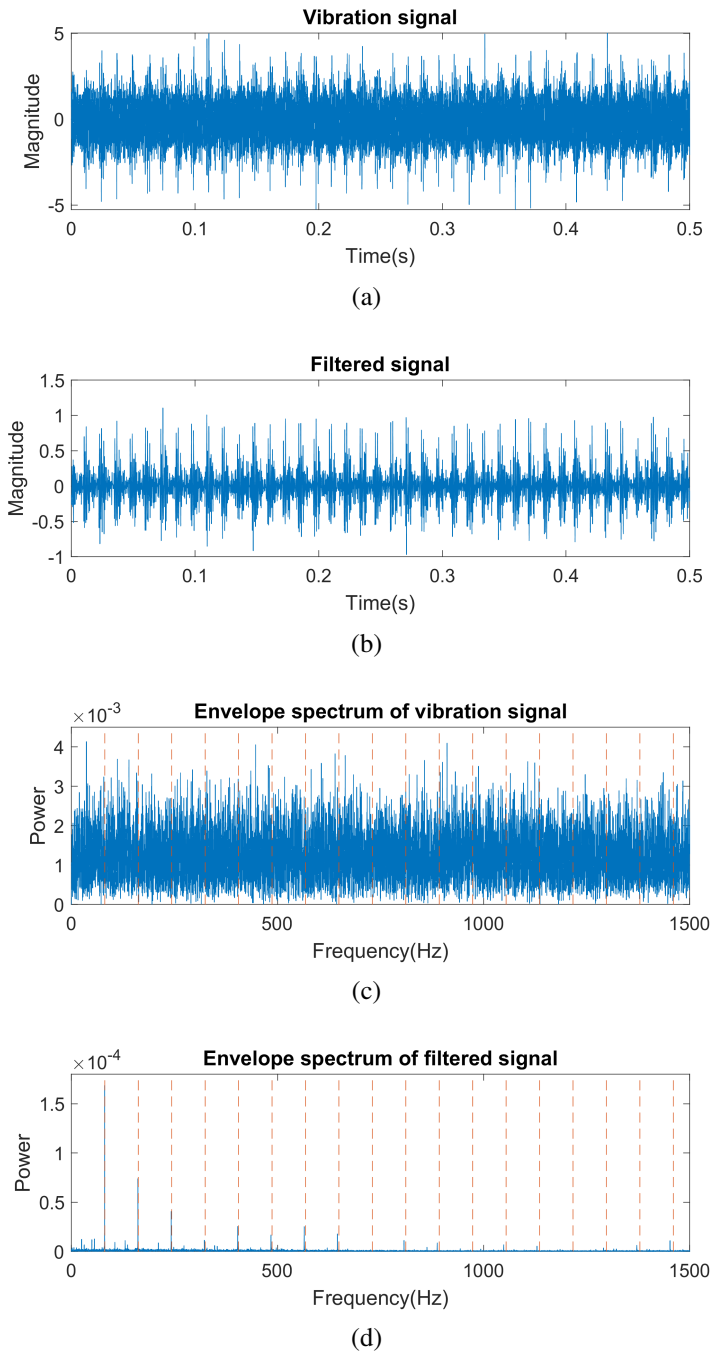 Vibration signal
5
0
-5
Magnitude
0 0.1 0.2 0.3 0.4 0.5
Time(s)
(a)
Filtered signal
1.5
1
0.5
0
-0.5
-1
Magnitude
0 0.1 0.2 0.3 0.4 0.5
Time(s)
(b)
×10⁻³
Envelope spectrum of vibration signal
4
3
2
1
0
Power
0 500 1000 1500
Frequency(Hz)
(c)
×10⁻⁴
Envelope spectrum of filtered signal
1.5
1
0.5
0
Power
0 500 1000 1500
Frequency(Hz)
(d)